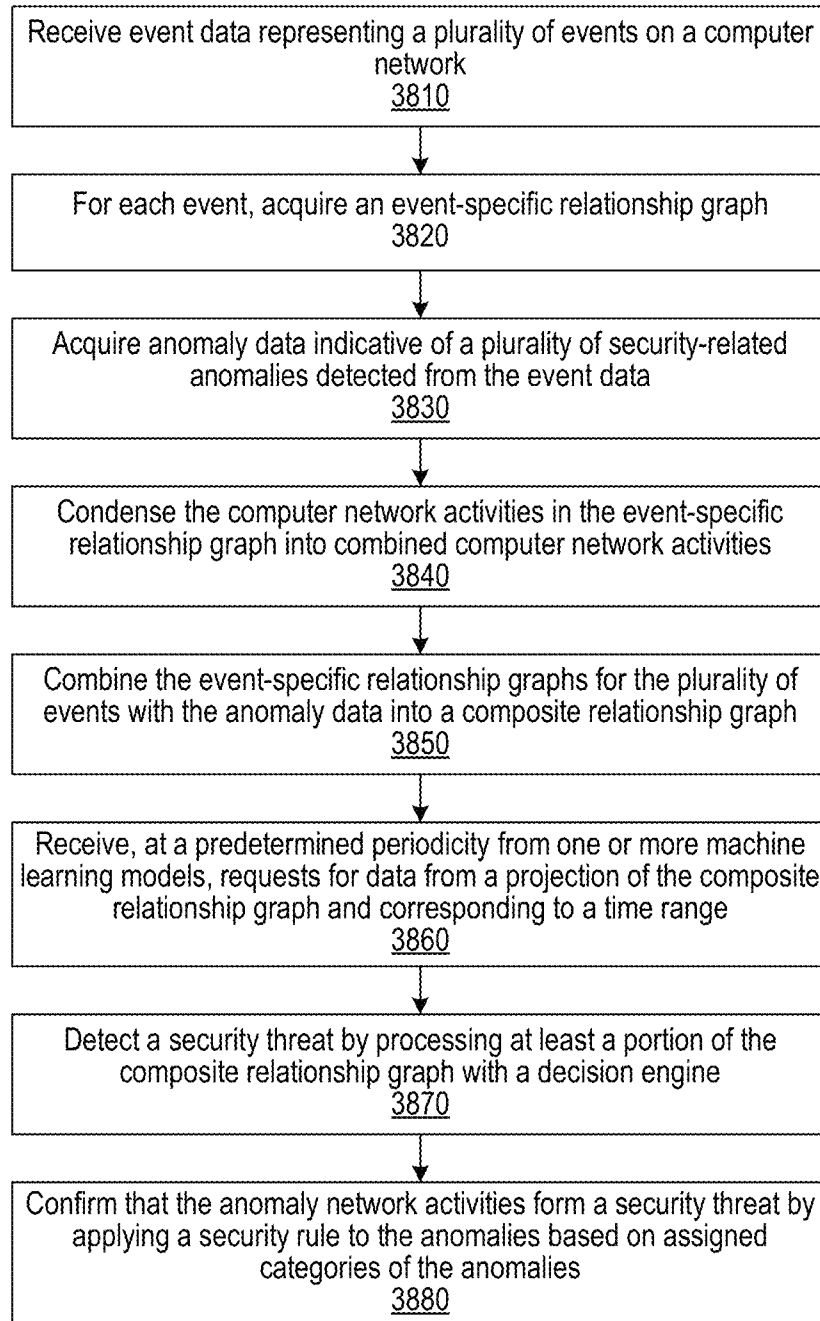 Receive event data representing a plurality of events on a computer
network
3810
For each event, acquire an event-specific relationship graph
3820
Acquire anomaly data indicative of a plurality of security-related
anomalies detected from the event data
3830
Condense the computer network activities in the event-specific
relationship graph into combined computer network activities
3840
Combine the event-specific relationship graphs for the plurality of
events with the anomaly data into a composite relationship graph
3850
Receive, at a predetermined periodicity from one or more machine
learning models, requests for data from a projection of the composite
relationship graph and corresponding to a time range
3860
Detect a security threat by processing at least a portion of the
composite relationship graph with a decision engine
3870
Confirm that the anomaly network activities form a security threat by
applying a security rule to the anomalies based on assigned
categories of the anomalies
3880